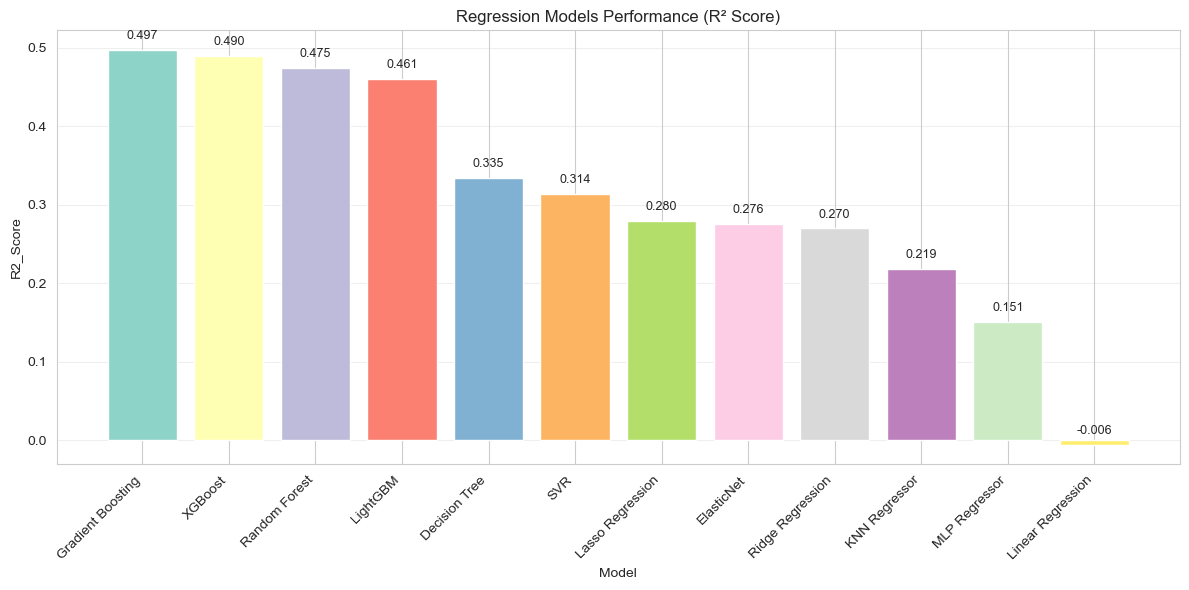 Regression Models Performance (R² Score)
0.497
0.490
0.475
0.461
0.335
0.314
0.280
0.276
0.270
0.219
0.151
-0.006
R2_Score
0.5
0.4
0.3
0.2
0.1
0.0
Gradient Boosting
XGBoost
Random Forest
LightGBM
Decision Tree
SVR
Lasso Regression
ElasticNet
Ridge Regression
KNN Regressor
MLP Regressor
Linear Regression
Model